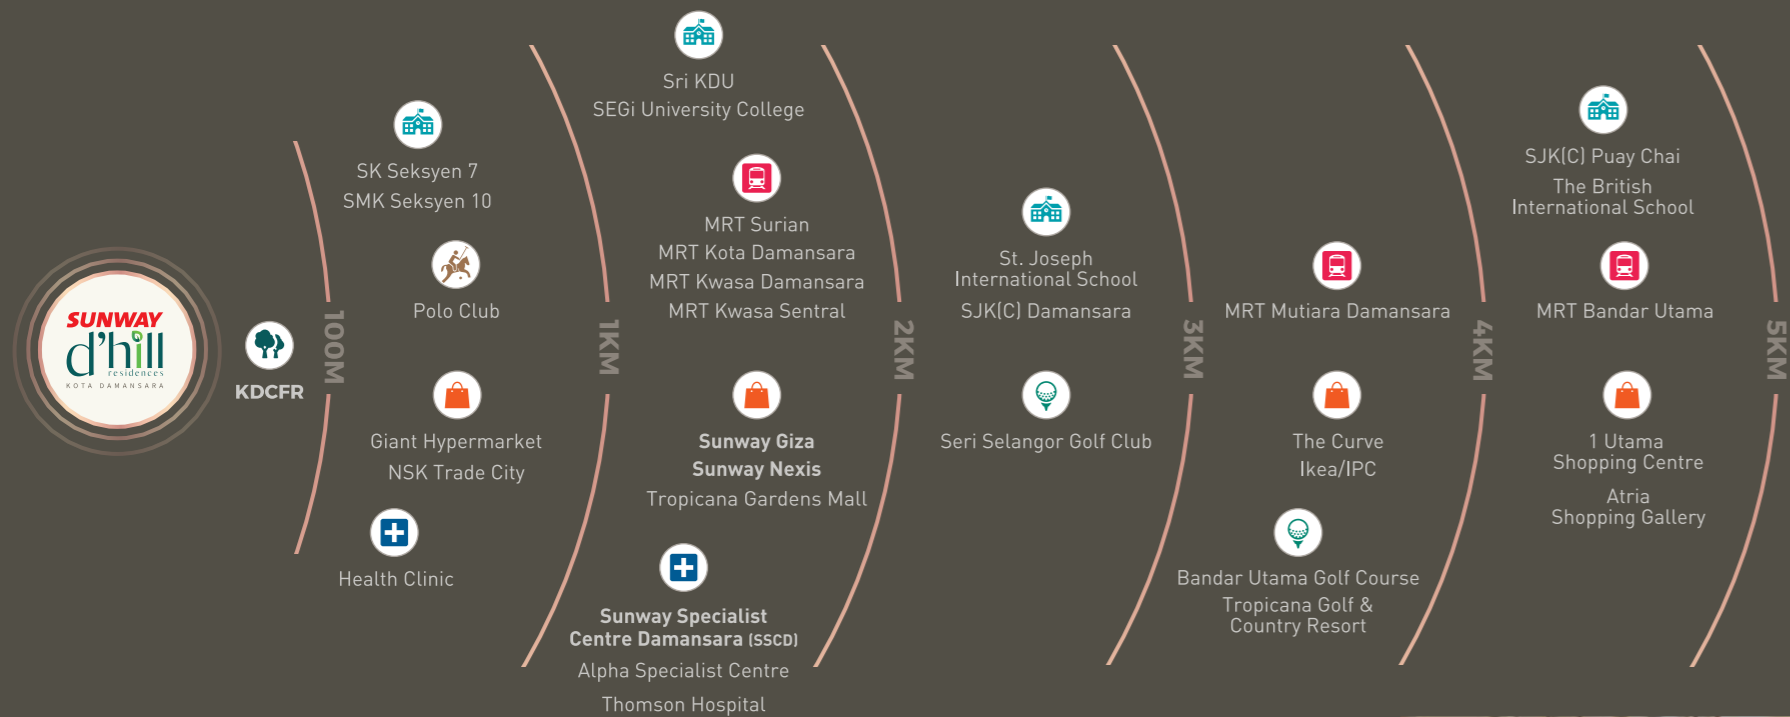 SUNWAY
d'hill
residences
KOTA DAMANSARA
KDCFR
100M
SK Seksyen 7
SMK Seksyen 10
Polo Club
Giant Hypermarket
NSK Trade City
Health Clinic
1KM
Sri KDU
SEGi University College
MRT Surian
MRT Kota Damansara
MRT Kwasa Damansara
MRT Kwasa Sentral
Sunway Giza
Sunway Nexis
Tropicana Gardens Mall
Sunway Specialist
Centre Damansara (SSCD)
Alpha Specialist Centre
Thomson Hospital
2KM
St. Joseph
International School
SJK(C) Damansara
Seri Selangor Golf Club
3KM
MRT Mutiara Damansara
The Curve
Ikea/IPC
Bandar Utama Golf Course
Tropicana Golf &
Country Resort
4KM
SJK(C) Puay Chai
The British
International School
MRT Bandar Utama
1 Utama
Shopping Centre
Atria
Shopping Gallery
5KM